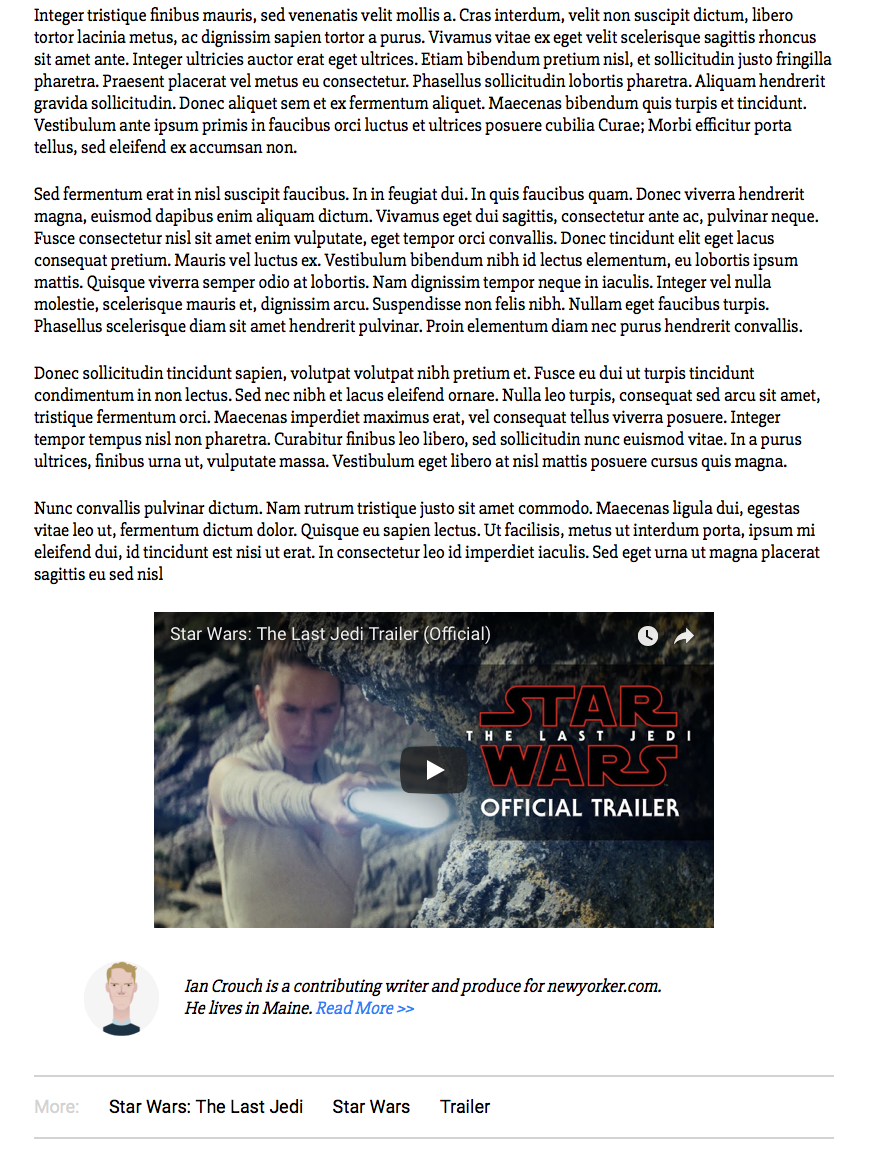 Integer tristique finibus mauris, sed venenatis velit mollis a. Cras interdum, velit non suscipit dictum, libero
tortor lacinia metus, ac dignissim sapien tortor a purus. Vivamus vitae ex eget velit scelerisque sagittis rhoncus
sit amet ante. Integer ultricies auctor erat eget ultrices. Etiam bibendum pretium nisl, et sollicitudin justo fringilla
pharetra. Praesent placerat vel metus eu consectetur. Phasellus sollicitudin lobortis pharetra. Aliquam hendrerit
gravida sollicitudin. Donec aliquet sem et ex fermentum aliquet. Maecenas bibendum quis turpis et tincidunt.
Vestibulum ante ipsum primis in faucibus orci luctus et ultrices posuere cubilia Curae; Morbi efficitur porta
tellus, sed eleifend ex accumsan non.
Sed fermentum erat in nisl suscipit faucibus. In in feugiat dui. In quis faucibus quam. Donec viverra hendrerit
magna, euismod dapibus enim aliquam dictum. Vivamus eget dui sagittis, consectetur ante ac, pulvinar neque.
Fusce consectetur nisl sit amet enim vulputate, eget tempor orci convallis. Donec tincidunt elit eget lacus
consequat pretium. Mauris vel luctus ex. Vestibulum bibendum nibh id lectus elementum, eu lobortis ipsum
mattis. Quisque viverra semper odio at lobortis. Nam dignissim tempor neque in iaculis. Integer vel nulla
molestie, scelerisque mauris et, dignissim arcu. Suspendisse non felis nibh. Nullam eget faucibus turpis.
Phasellus scelerisque diam sit amet hendrerit pulvinar. Proin elementum diam nec purus hendrerit convallis.
Donec sollicitudin tincidunt sapien, volutpat volutpat nibh pretium et. Fusce eu dui ut turpis tincidunt
condimentum in non lectus. Sed nec nibh et lacus eleifend ornare. Nulla leo turpis, consequat sed arcu sit amet,
tristique fermentum orci. Maecenas imperdiet maximus erat, vel consequat tellus viverra posuere. Integer
tempor tempus nisl non pharetra. Curabitur finibus leo libero, sed sollicitudin nunc euismod vitae. In a purus
ultrices, finibus urna ut, vulputate massa. Vestibulum eget libero at nisl mattis posuere cursus quis magna.
Nunc convallis pulvinar dictum. Nam rutrum tristique justo sit amet commodo. Maecenas ligula dui, egestas
vitae leo ut, fermentum dictum dolor. Quisque eu sapien lectus. Ut facilisis, metus ut interdum porta, ipsum mi
eleifend dui, id tincidunt est nisi ut erat. In consectetur leo id imperdiet iaculis. Sed eget urna ut magna placerat
sagittis eu sed nisl
Star Wars: The Last Jedi Trailer (Official)
STAR
THE LAST JEDI
WARS
OFFICIAL TRAILER
Ian Crouch is a contributing writer and produce for newyorker.com.
He lives in Maine. Read More >>
More: Star Wars: The Last Jedi Star Wars Trailer